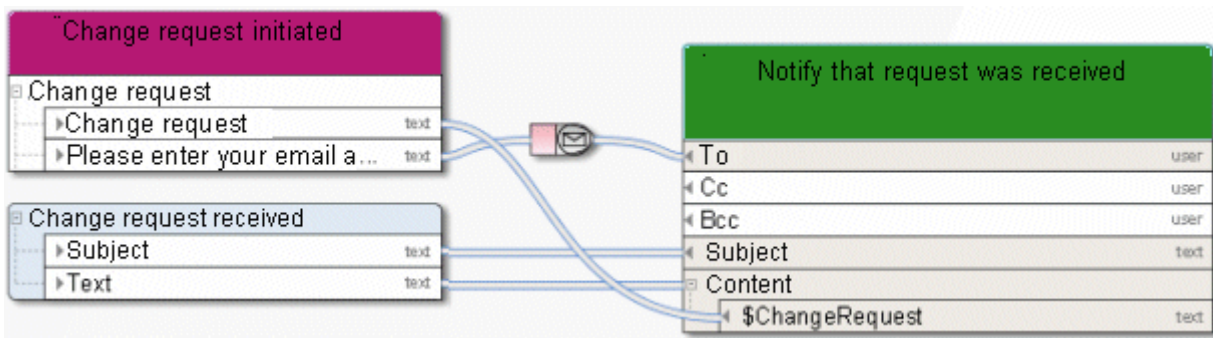 Change request initiated
Change request
Change request text
Please enter your email a... text
Change request received
Subject text
Text text
Notify that request was received
To user
Cc user
Bcc user
Subject text
Content
$ChangeRequest text